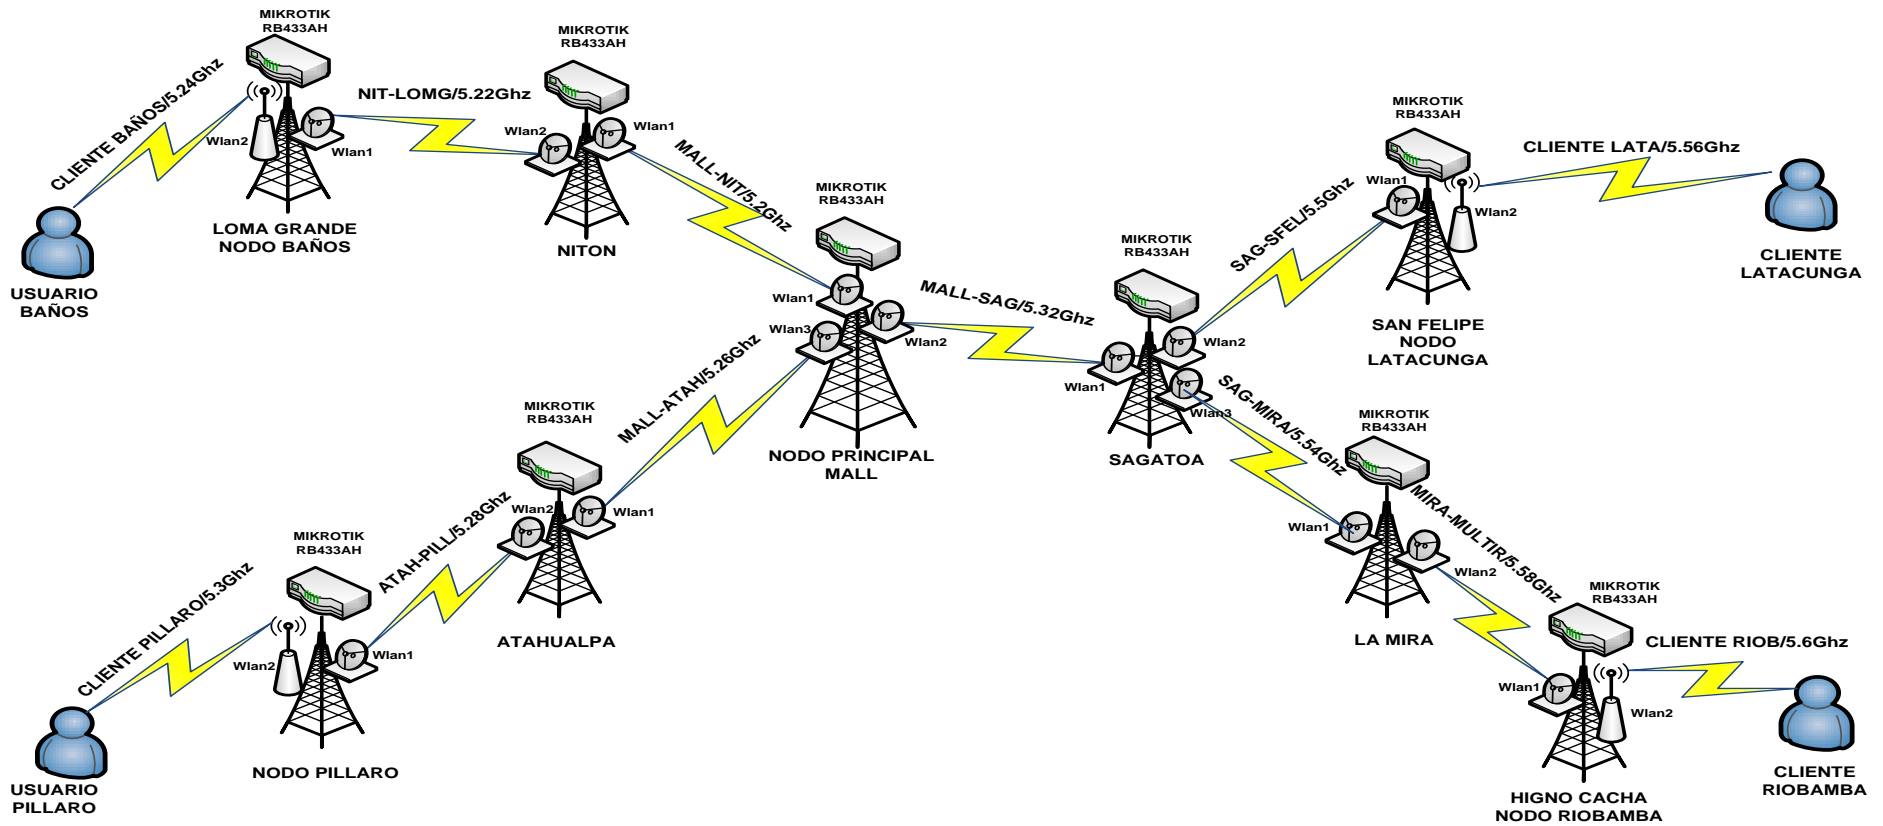 MIKROTIK
RB433AH
CLIENTE BAÑOS/5.24Ghz
Wlan2
Wlan1
LOMA GRANDE
NODO BAÑOS
USUARIO
BAÑOS
NIT-LOMG/5.22Ghz
MIKROTIK
RB433AH
Wlan2
Wlan1
NITON
MALL-NIT/5.2Ghz
MIKROTIK
RB433AH
Wlan1
Wlan3
Wlan2
NODO PRINCIPAL
MALL
MALL-ATAH/5.26Ghz
MIKROTIK
RB433AH
Wlan2
Wlan1
ATAHUALPA
ATAH-PILL/5.28Ghz
MIKROTIK
RB433AH
Wlan2
Wlan1
NODO PILLARO
CLIENTE PILLARO/5.3Ghz
USUARIO
PILLARO
MALL-SAG/5.32Ghz
MIKROTIK
RB433AH
Wlan1
Wlan2
Wlan3
SAGATOA
SAG-SFEL/5.5Ghz
MIKROTIK
RB433AH
Wlan1
Wlan2
SAN FELIPE
NODO
LATACUNGA
CLIENTE LATA/5.56Ghz
CLIENTE
LATACUNGA
SAG-MIRA/5.54Ghz
MIKROTIK
RB433AH
Wlan1
Wlan2
LA MIRA
MIRA-MULTIR/5.58Ghz
MIKROTIK
RB433AH
Wlan1
Wlan2
HIGNO CACHA
NODO RIOBAMBA
CLIENTE RIOB/5.6Ghz
CLIENTE
RIOBAMBA